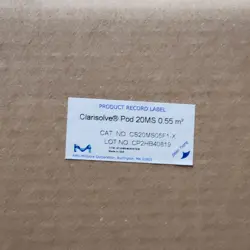 PRODUCT RECORD LABEL
Clarisolve® Pod 20MS 0.55 m²
CAT. NO. CS20MS05F1-X
LOT NO. CP2HB40819